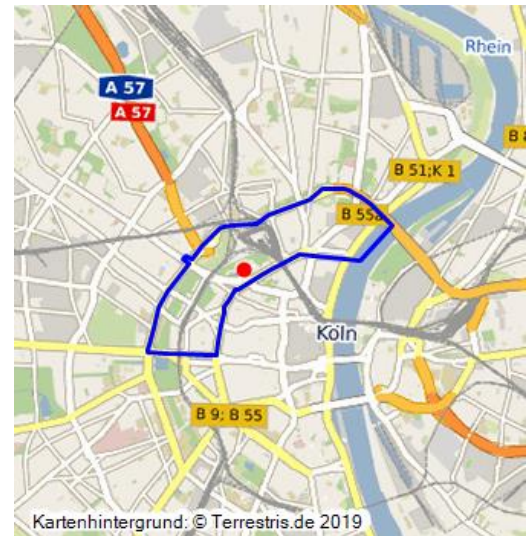 Rhein
A 57
A 57
B 8
B 51;K 1
B 55a
Köln
B 9; B 55
Kartenhintergrund: © Terrestris.de 2019